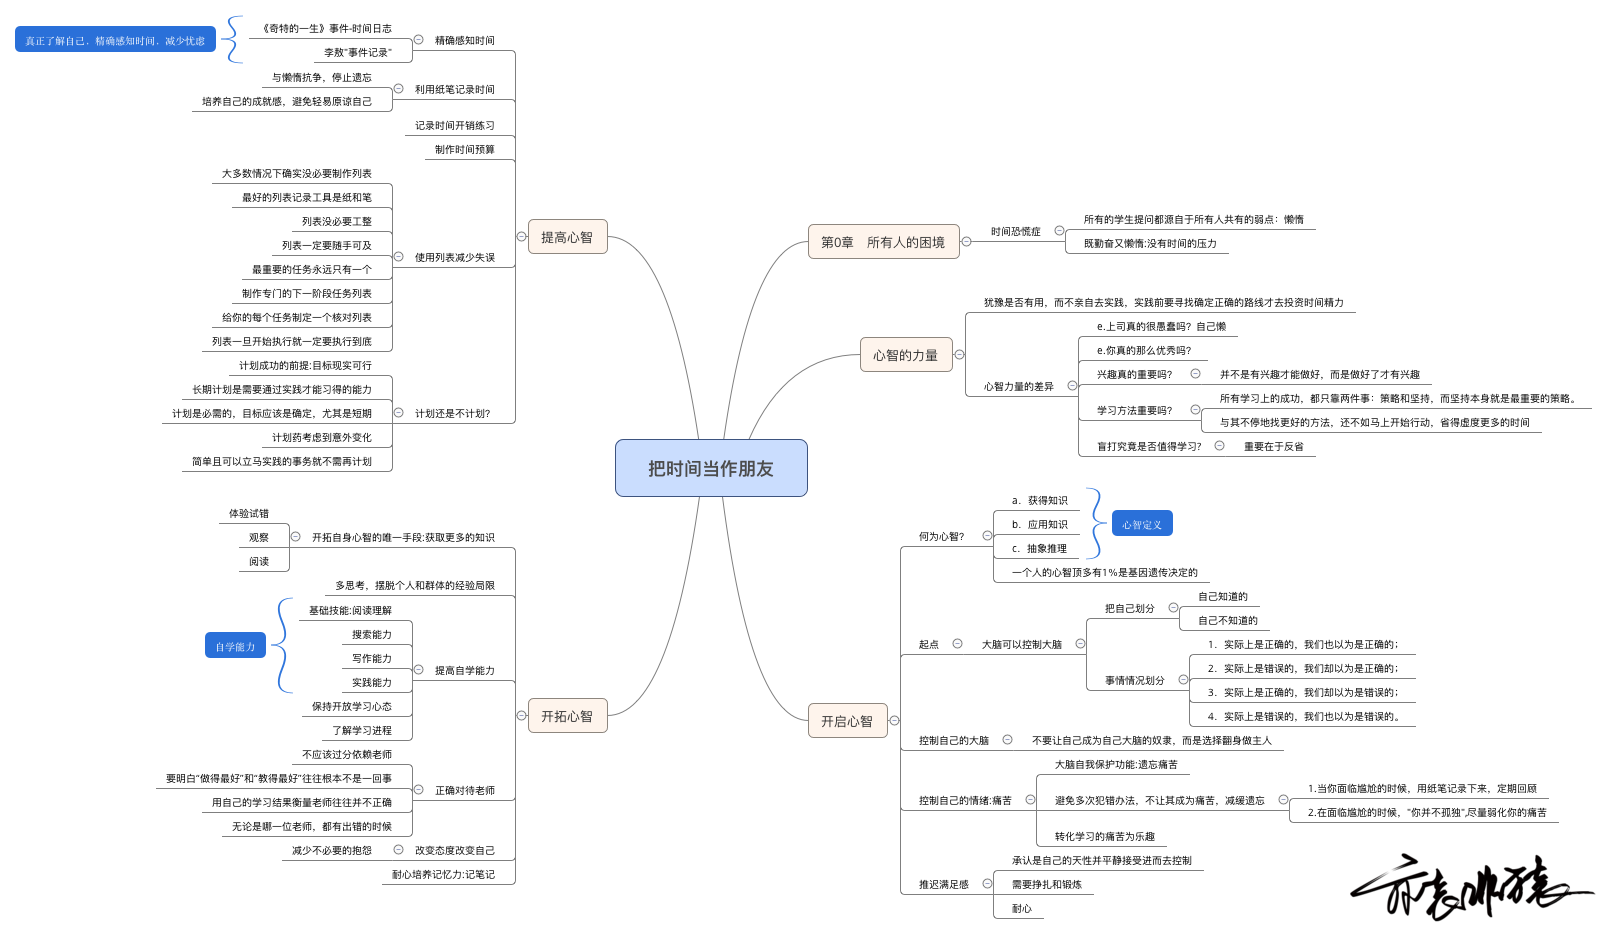 把时间当作朋友
第0章 所有人的困境
时间恐慌症
所有的学生提问都源自于所有人共有的弱点：懒惰
既勤奋又懒惰:没有时间的压力
心智的力量
犹豫是否有用，而不亲自去实践，实践前要寻找确定正确的路线才去投资时间精力
心智力量的差异
e.上司真的很愚蠢吗？自己懒
e.你真的那么优秀吗？
兴趣真的重要吗？
并不是有兴趣才能做好，而是做好了才有兴趣
学习方法重要吗？
所有学习上的成功，都只靠两件事：策略和坚持，而坚持本身就是最重要的策略。
与其不停地找更好的方法，还不如马上开始行动，省得虚度更多的时间
盲打究竟是否值得学习？
重要在于反省
开启心智
何为心智？
a．获得知识
b．应用知识
c．抽象推理
心智定义
一个人的心智顶多有1%是基因遗传决定的
起点
大脑可以控制大脑
把自己划分
自己知道的
自己不知道的
事情情况划分
1．实际上是正确的，我们也以为是正确的；
2．实际上是错误的，我们却以为是正确的；
3．实际上是正确的，我们却以为是错误的；
4．实际上是错误的，我们也以为是错误的。
控制自己的大脑
不要让自己成为自己大脑的奴隶，而是选择翻身做主人
控制自己的情绪:痛苦
大脑自我保护功能:遗忘痛苦
避免多次犯错办法，不让其成为痛苦，减缓遗忘
1.当你面临尴尬的时候，用纸笔记录下来，定期回顾
2.在面临尴尬的时候，"你并不孤独",尽量弱化你的痛苦
转化学习的痛苦为乐趣
推迟满足感
承认是自己的天性并平静接受进而去控制
需要挣扎和锻炼
耐心
提高心智
精确感知时间
《奇特的一生》事件-时间日志
李敖"事件记录"
真正了解自己．精确感知时间．减少忧虑
利用纸笔记录时间
与懒惰抗争，停止遗忘
培养自己的成就感，避免轻易原谅自己
记录时间开销练习
制作时间预算
使用列表减少失误
大多数情况下确实没必要制作列表
最好的列表记录工具是纸和笔
列表没必要工整
列表一定要随手可及
最重要的任务永远只有一个
制作专门的下一阶段任务列表
给你的每个任务制定一个核对列表
列表一旦开始执行就一定要执行到底
计划还是不计划？
计划成功的前提:目标现实可行
长期计划是需要通过实践才能习得的能力
计划是必需的，目标应该是确定，尤其是短期
计划药考虑到意外变化
简单且可以立马实践的事务就不需再计划
开拓心智
开拓自身心智的唯一手段:获取更多的知识
体验试错
观察
阅读
多思考，摆脱个人和群体的经验局限
提高自学能力
基础技能:阅读理解
搜索能力
写作能力
实践能力
自学能力
保持开放学习心态
了解学习进程
正确对待老师
不应该过分依赖老师
要明白“做得最好”和“教得最好”往往根本不是一回事
用自己的学习结果衡量老师往往并不正确
无论是哪一位老师，都有出错的时候
改变态度改变自己
减少不必要的抱怨
耐心培养记忆力:记笔记